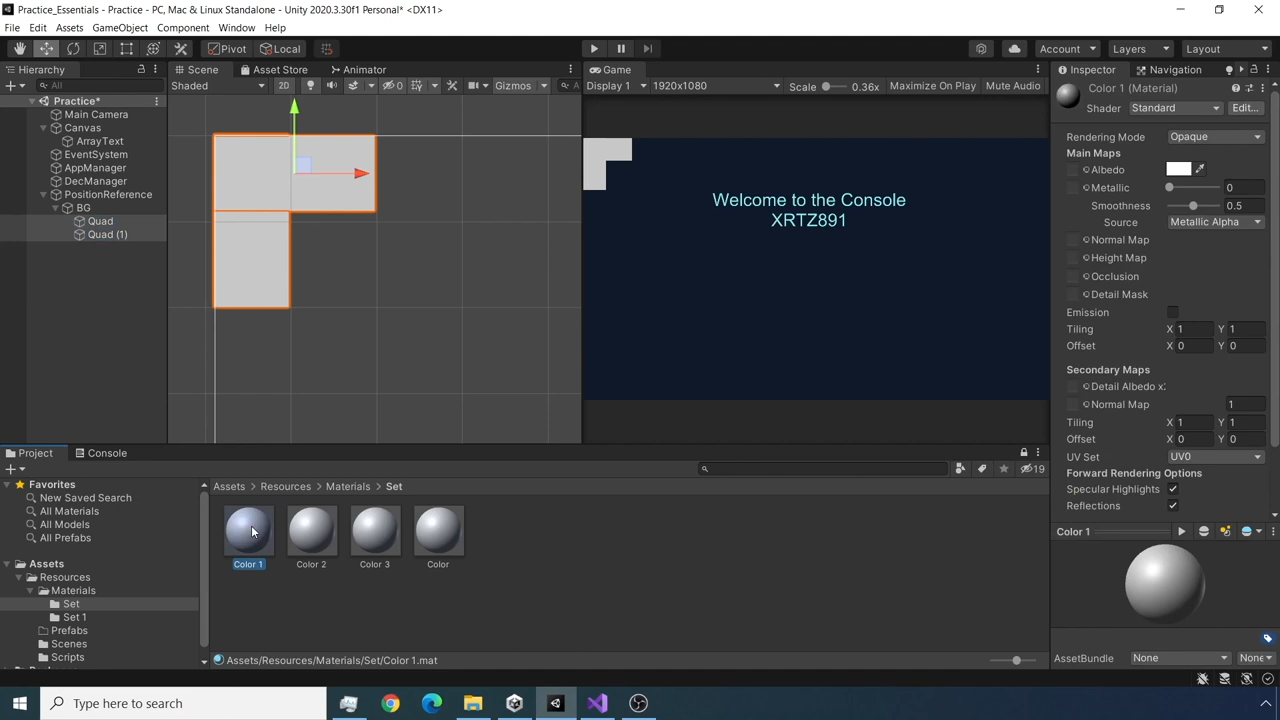 Practice_Essentials - Practice - PC, Mac & Linux Standalone - Unity 2020.3.30f1 Personal* <DX11>
File Edit Assets GameObject Component Window Help
Pivot Local Account Layers Layout
Hierarchy
All
Practice*
Main Camera
Canvas
ArrayText
EventSystem
AppManager
DecManager
PositionReference
BG
Quad
Quad (1)
Scene Asset Store Animator
Shaded 2D 0 Gizmos A
Game
Display 1 1920x1080 Scale 0.36x Maximize On Play Mute Audio
Welcome to the Console
XRTZ891
Inspector Navigation
Color 1 (Material)
Shader Standard Edit...
Rendering Mode Opaque
Main Maps
Albedo
Metallic 0
Smoothness 0.5
Source Metallic Alpha
Normal Map
Height Map
Occlusion
Detail Mask
Emission
Tiling X 1 Y 1
Offset X 0 Y 0
Secondary Maps
Detail Albedo x
Normal Map 1
Tiling X 1 Y 1
Offset X 0 Y 0
UV Set UV0
Forward Rendering Options
Specular Highlights
Reflections
Color 1
AssetBundle None None
Project Console
19
Favorites
New Saved Search
All Materials
All Models
All Prefabs
Assets
Resources
Materials
Set
Set 1
Prefabs
Scenes
Scripts
Assets > Resources > Materials > Set
Color 1 Color 2 Color 3 Color
Assets/Resources/Materials/Set/Color 1.mat
Type here to search